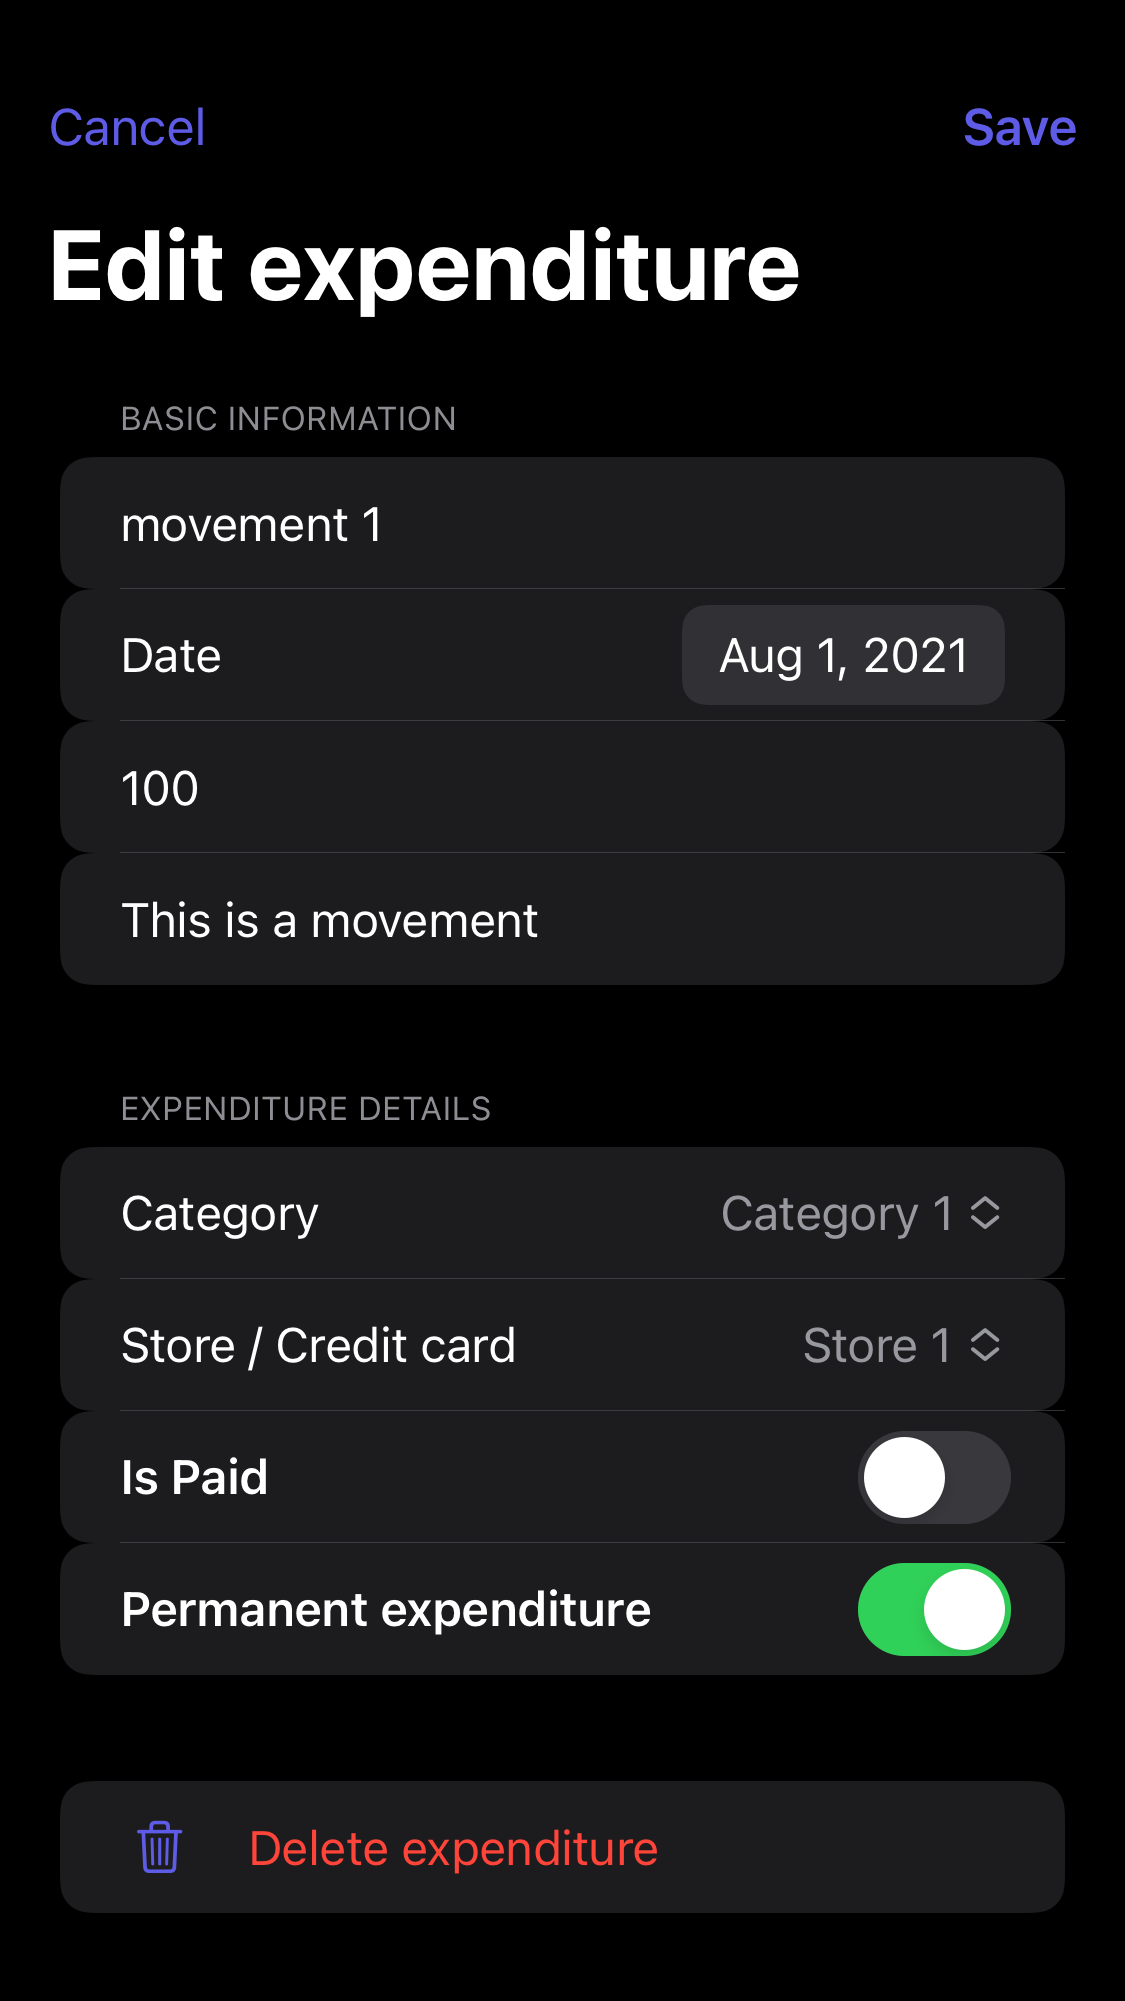 Cancel
Save
Edit expenditure
BASIC INFORMATION
movement 1
Date
Aug 1, 2021
100
This is a movement
EXPENDITURE DETAILS
Category
Category 1
Store / Credit card
Store 1
Is Paid
Permanent expenditure
Delete expenditure